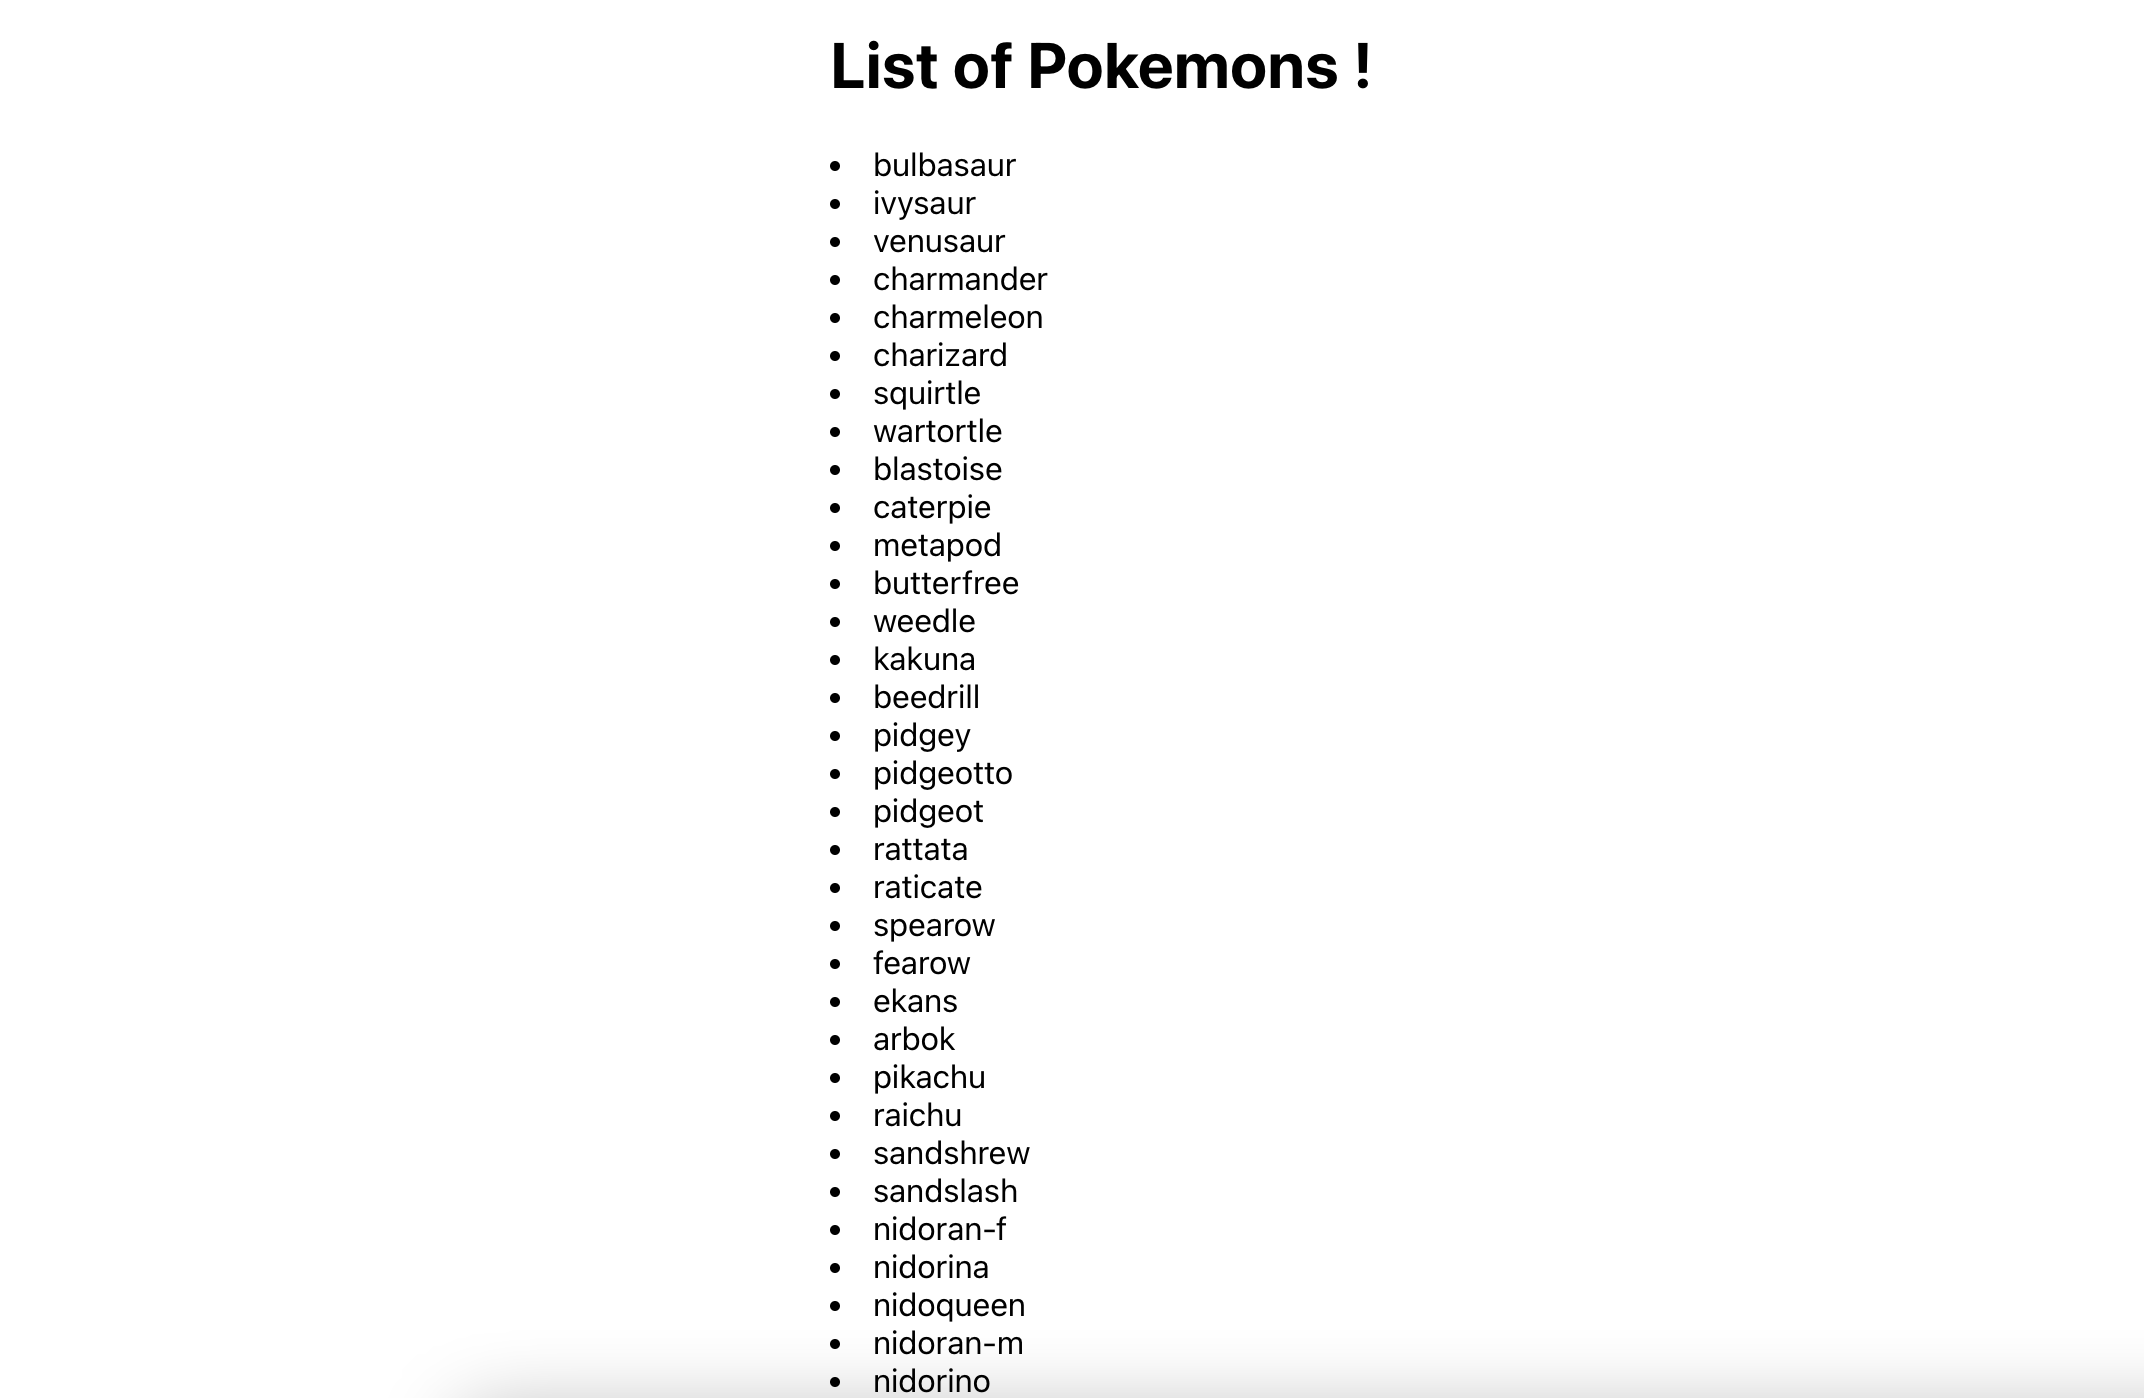 List of Pokemons !
bulbasaur
ivysaur
venusaur
charmander
charmeleon
charizard
squirtle
wartortle
blastoise
caterpie
metapod
butterfree
weedle
kakuna
beedrill
pidgey
pidgeotto
pidgeot
rattata
raticate
spearow
fearow
ekans
arbok
pikachu
raichu
sandshrew
sandslash
nidoran-f
nidorina
nidoqueen
nidoran-m
nidorino